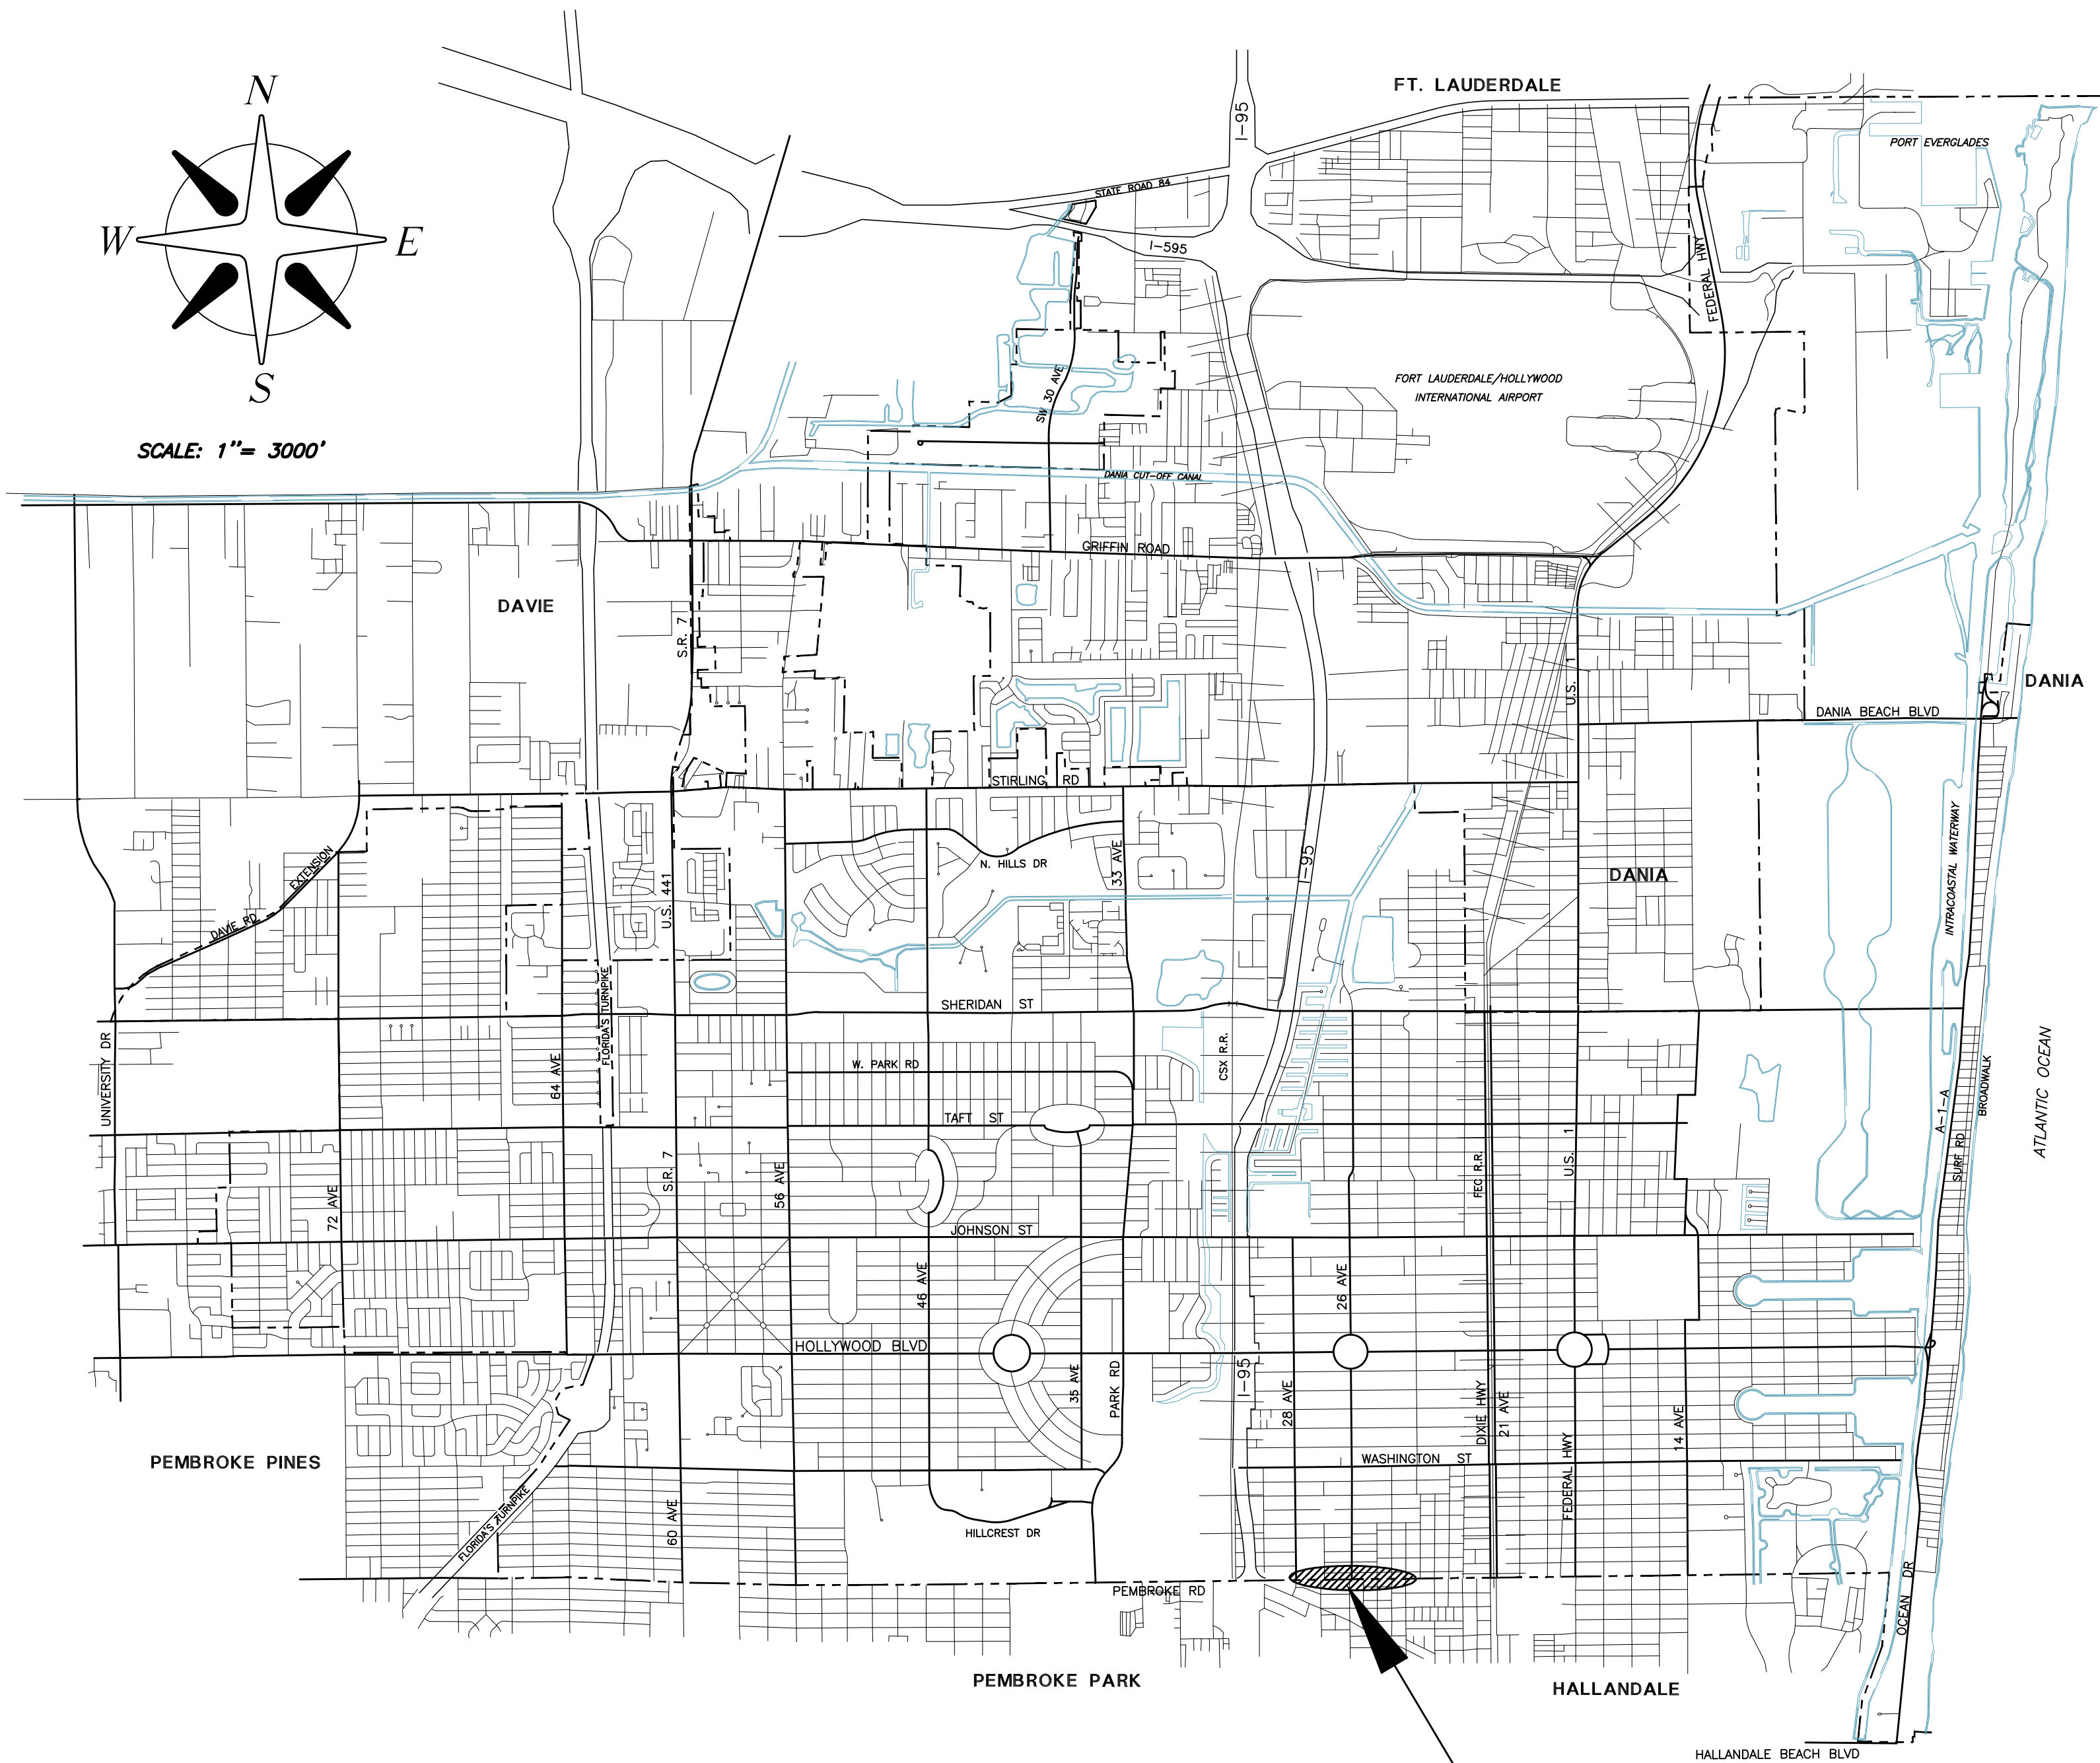 FT. LAUDERDALE
N
I-95
PORT EVERGLADES
STATE ROAD 84
W
E
I-595
FEDERAL HWY
S
FORT LAUDERDALE/HOLLYWOOD
INTERNATIONAL AIRPORT
SW 30 AVE
SCALE: 1"= 3000'
DANIA CUT-OFF CANAL
GRIFFIN ROAD
DAVIE
S.R. 7
U.S. 1
DANIA
DANIA BEACH BLVD
STIRLING RD
N. HILLS DR
33 AVE
I-95
EXTENSION
DAVIE RD
U.S. 441
DANIA
INTRACOASTAL WATERWAY
FLORIDA'S TURNPIKE
SHERIDAN ST
UNIVERSITY DR
64 AVE
W. PARK RD
CSX R.R.
BROADWALK
ATLANTIC OCEAN
TAFT ST
A-1-A
SURF RD
72 AVE
S.R. 7
56 AVE
FEC R.R.
U.S. 1
JOHNSON ST
46 AVE
26 AVE
HOLLYWOOD BLVD
35 AVE
PARK RD
I-95
28 AVE
DIXIE HWY
21 AVE
14 AVE
PEMBROKE PINES
WASHINGTON ST
FLORIDA'S TURNPIKE
60 AVE
HILLCREST DR
FEDERAL HWY
PEMBROKE RD
OCEAN DR
PEMBROKE PARK
HALLANDALE
HALLANDALE BEACH BLVD